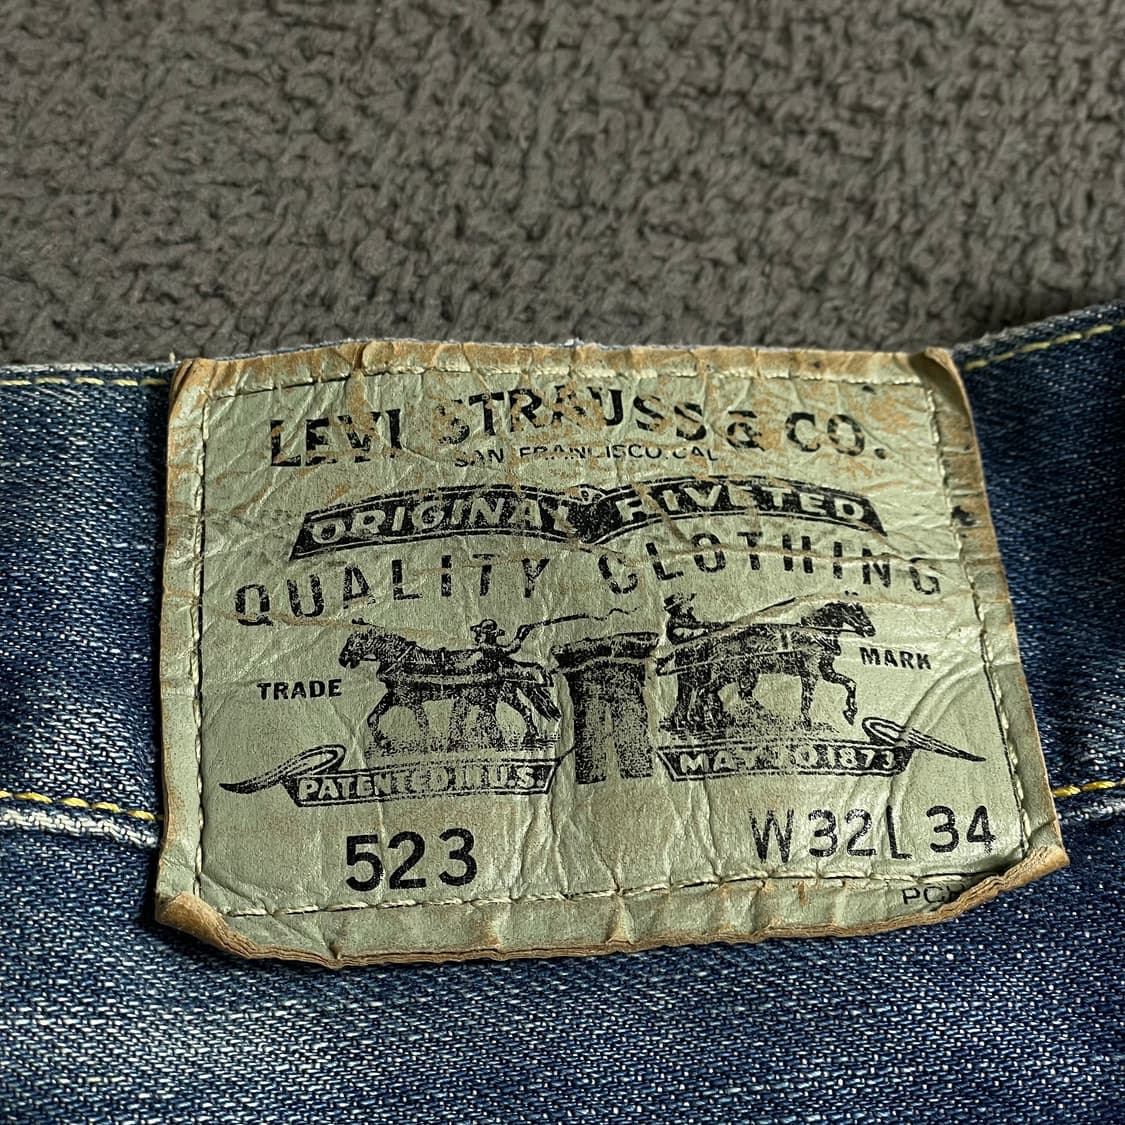 LEVI STRAUSS & CO.
SAN FRANCISCO, CAL
ORIGINAL RIVETED
QUALITY CLOTHING
TRADE MARK
PATENTED IN U.S. MAY 20 1873
523 W32 L34